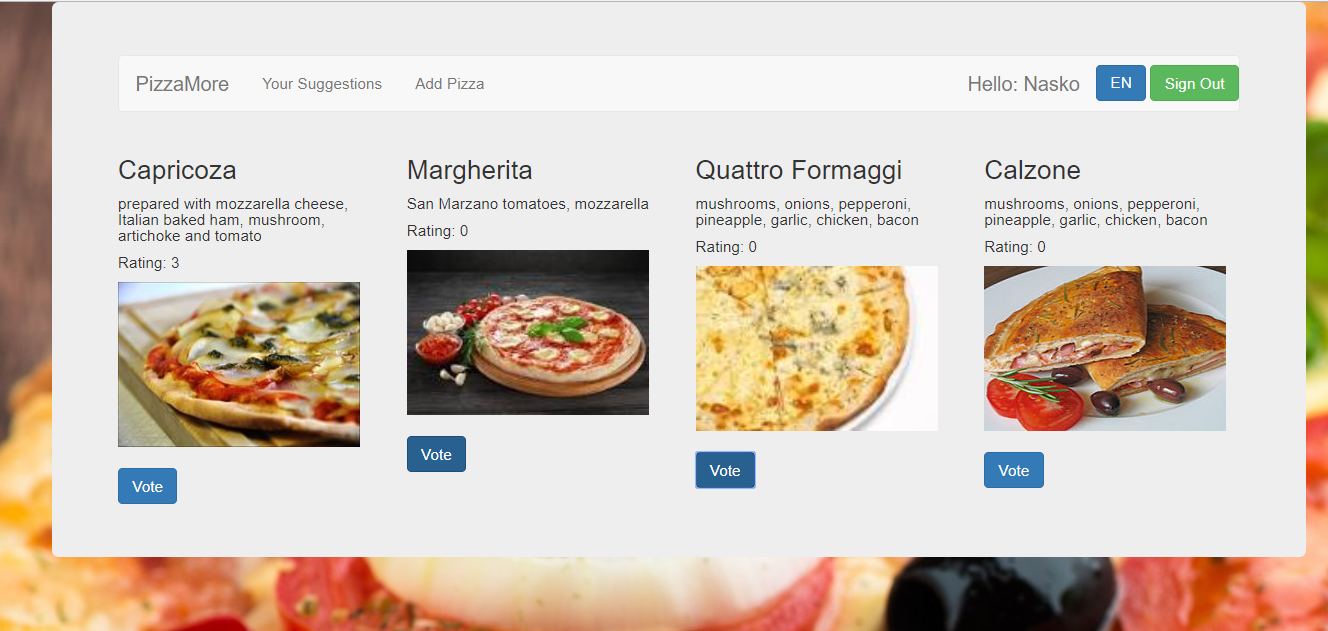 PizzaMore Your Suggestions Add Pizza Hello: Nasko EN Sign Out
Capricoza
prepared with mozzarella cheese,
Italian baked ham, mushroom,
artichoke and tomato
Rating: 3
Vote
Margherita
San Marzano tomatoes, mozzarella
Rating: 0
Vote
Quattro Formaggi
mushrooms, onions, pepperoni,
pineapple, garlic, chicken, bacon
Rating: 0
Vote
Calzone
mushrooms, onions, pepperoni,
pineapple, garlic, chicken, bacon
Rating: 0
Vote